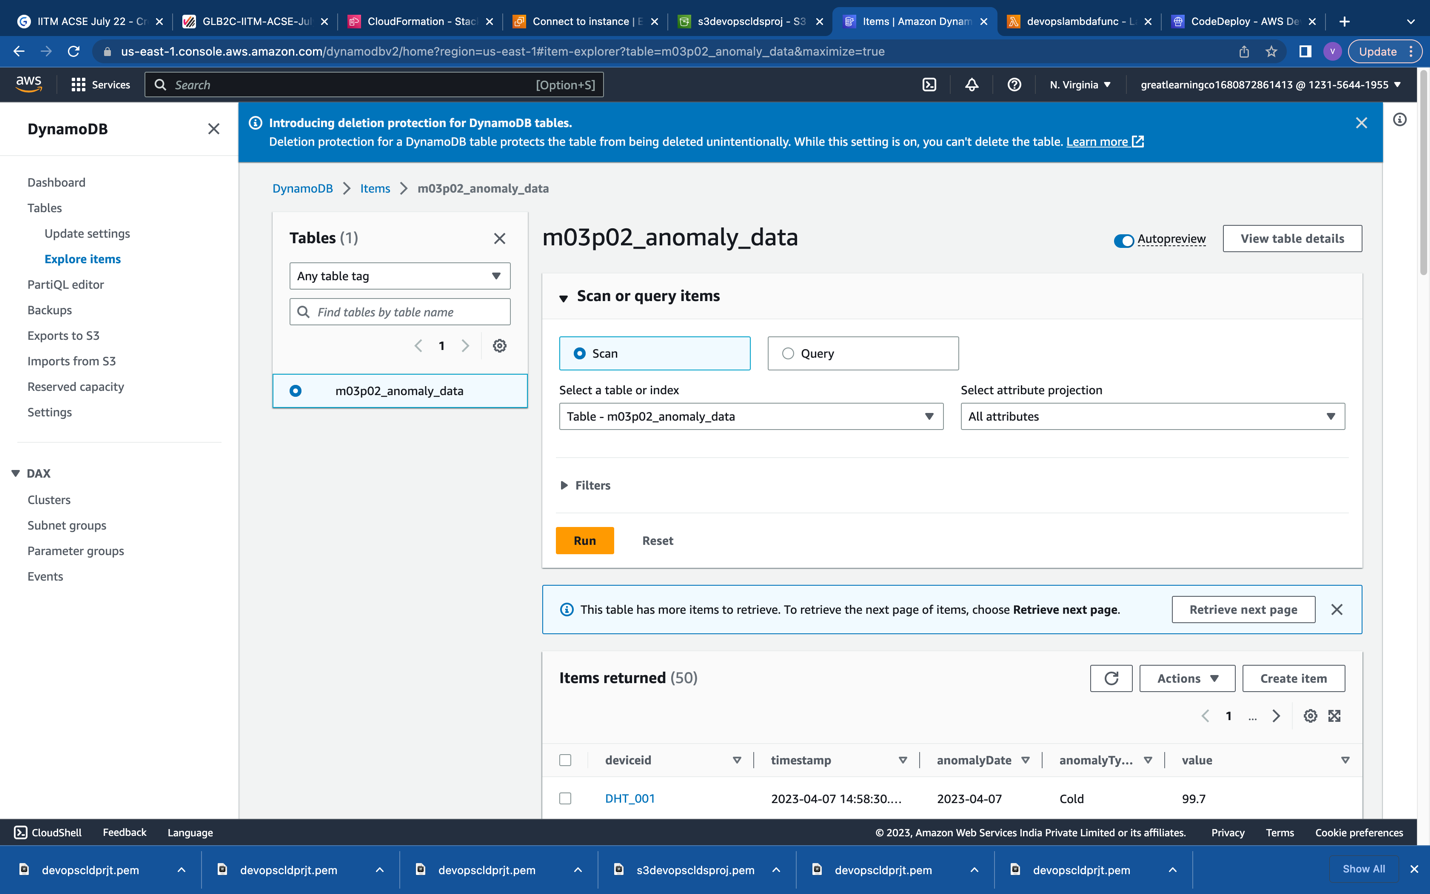 IITM ACSE July 22 - Cr
GLB2C-IITM-ACSE-Jul
CloudFormation - Stac
Connect to instance | E
s3devopscldsproj - S3
Items | Amazon Dynam
devopslambdafunc - La
CodeDeploy - AWS De
us-east-1.console.aws.amazon.com/dynamodbv2/home?region=us-east-1#item-explorer?table=m03p02_anomaly_data&maximize=true
V
Update
aws
Services
Search
[Option+S]
N. Virginia
greatlearningco1680872861413 @ 1231-5644-1955
DynamoDB
Dashboard
Tables
Update settings
Explore items
PartiQL editor
Backups
Exports to S3
Imports from S3
Reserved capacity
Settings
DAX
Clusters
Subnet groups
Parameter groups
Events
Introducing deletion protection for DynamoDB tables.
Deletion protection for a DynamoDB table protects the table from being deleted unintentionally. While this setting is on, you can't delete the table. Learn more
DynamoDB > Items > m03p02_anomaly_data
Tables (1)
Any table tag
Find tables by table name
1
m03p02_anomaly_data
m03p02_anomaly_data
Autopreview
View table details
Scan or query items
Scan
Query
Select a table or index
Table - m03p02_anomaly_data
Select attribute projection
All attributes
Filters
Run
Reset
This table has more items to retrieve. To retrieve the next page of items, choose Retrieve next page.
Retrieve next page
Items returned (50)
Actions
Create item
1 ...
deviceid timestamp anomalyDate anomalyTy... value
DHT_001 2023-04-07 14:58:30.... 2023-04-07 Cold 99.7
CloudShell Feedback Language
© 2023, Amazon Web Services India Private Limited or its affiliates. Privacy Terms Cookie preferences
devopscldprjt.pem
devopscldprjt.pem
devopscldprjt.pem
s3devopscldsproj.pem
devopscldprjt.pem
devopscldprjt.pem
Show All